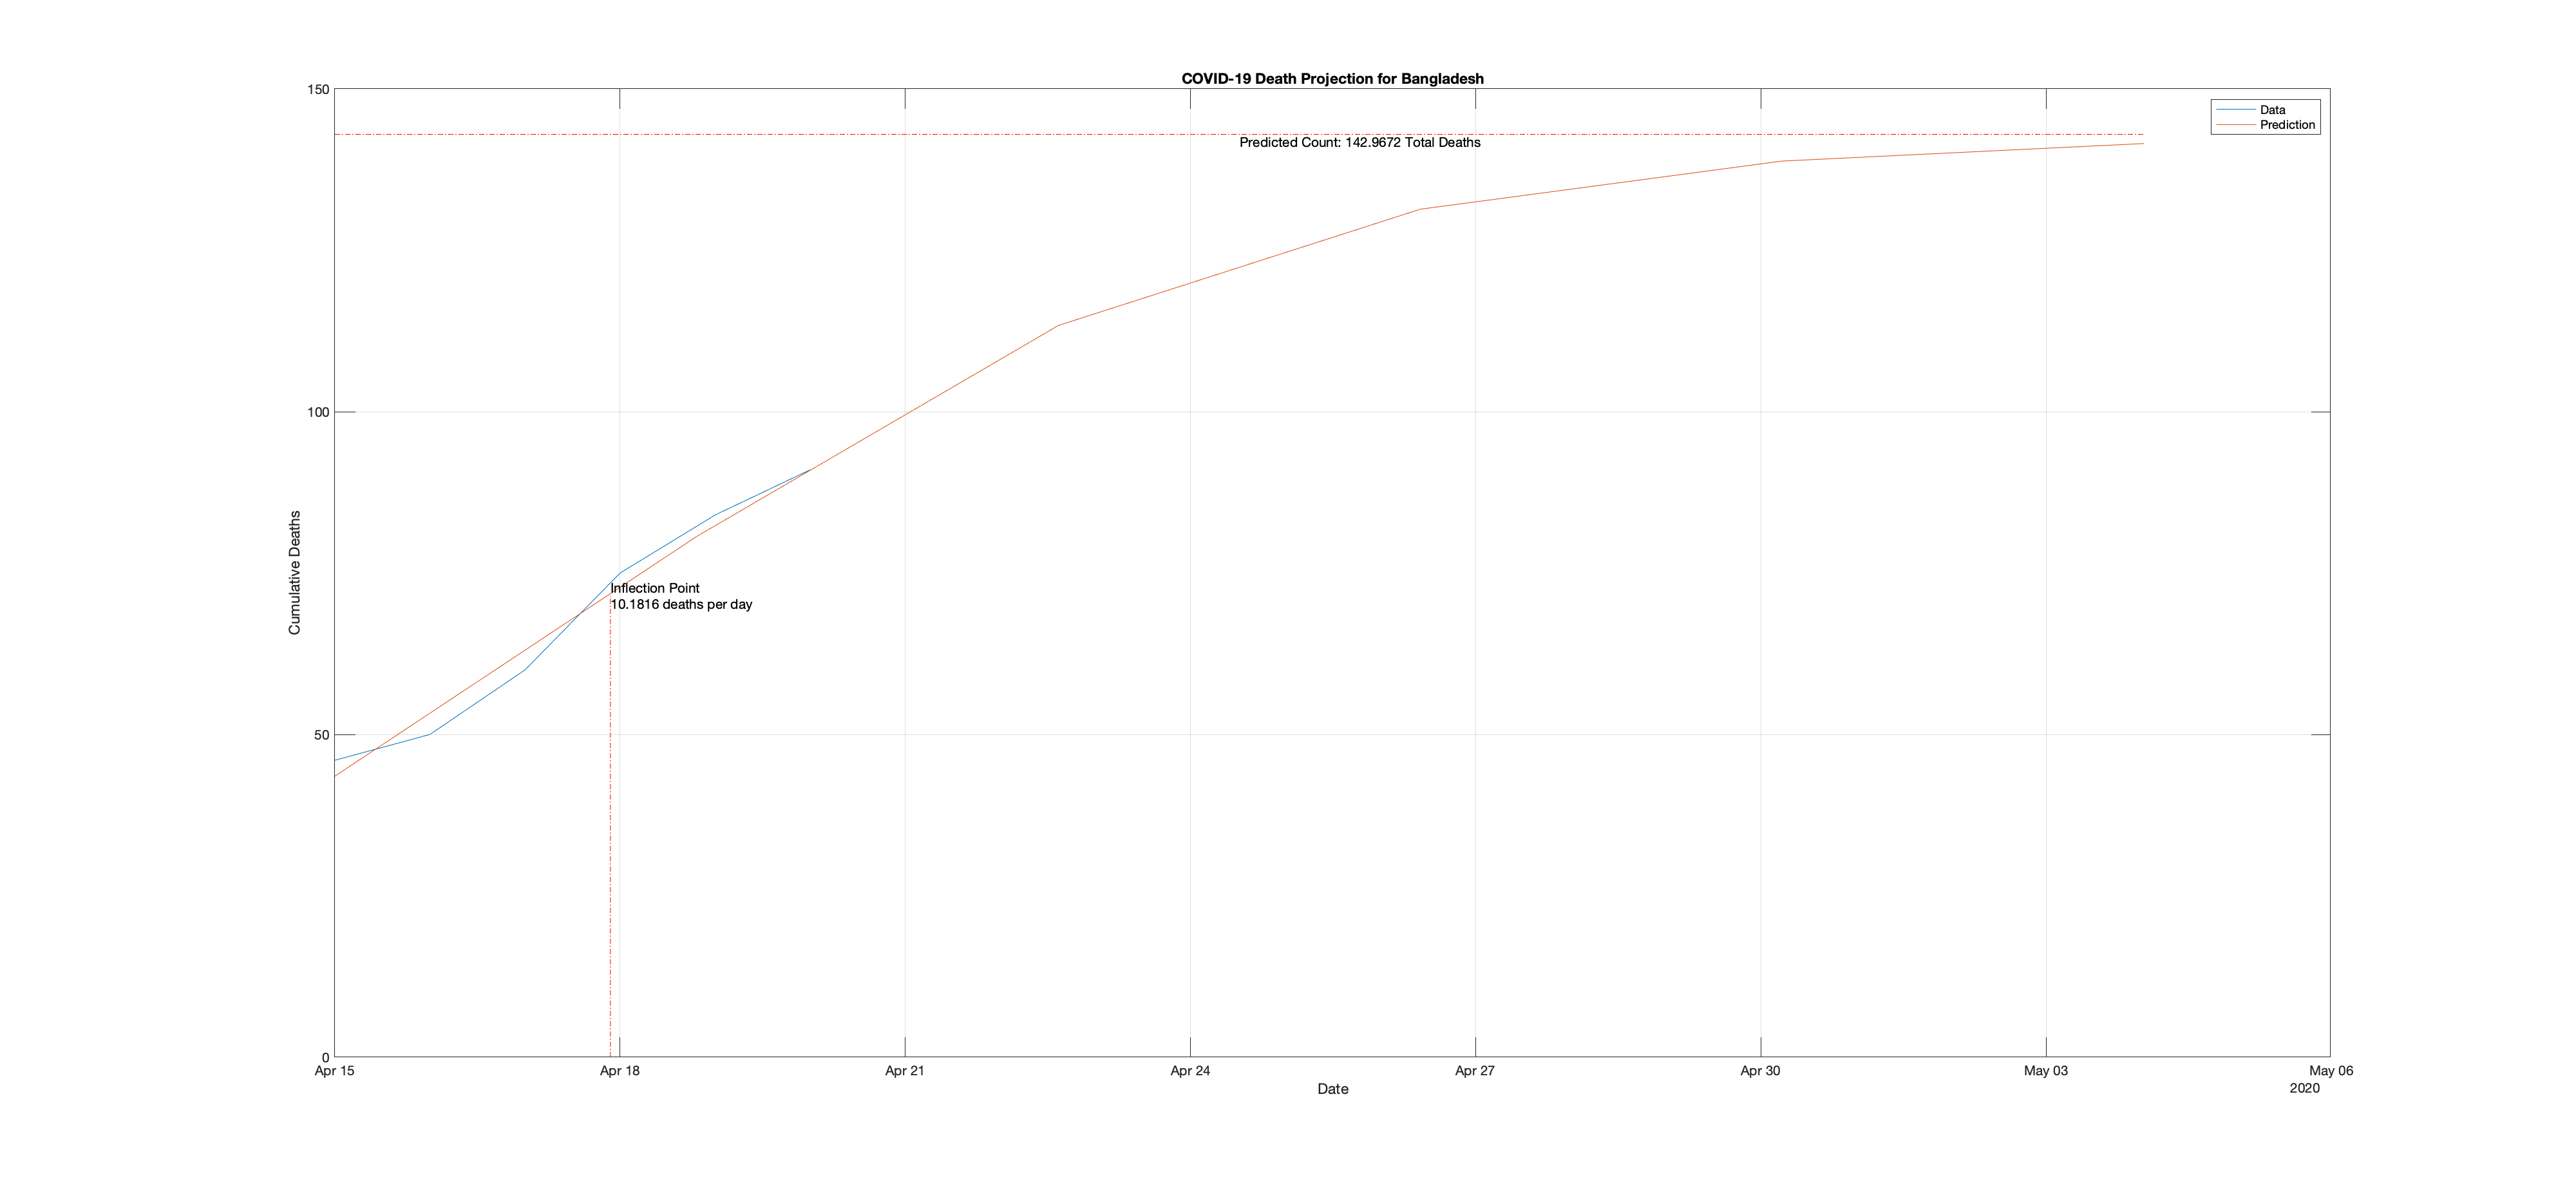 COVID-19 Death Projection for Bangladesh
150
Data
Prediction
Predicted Count: 142.9672 Total Deaths
100
Cumulative Deaths
Inflection Point
10.1816 deaths per day
50
0
Apr 15
Apr 18
Apr 21
Apr 24
Apr 27
Apr 30
May 03
May 06
Date
2020